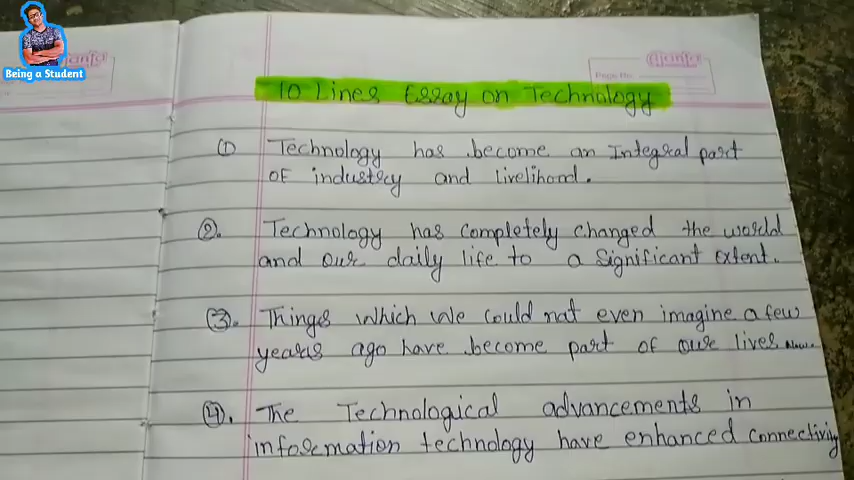 Being a Student
Page No.
10 Lines Essay on Technology
(1) Technology has become an Integral part
of industry and livelihood.
(2). Technology has completely changed the world
and our daily life to a significant extent.
(3). Things which we could not even imagine a few
years ago have become part of our lives now.
(4). The Technological advancements in
information technology have enhanced connectivity